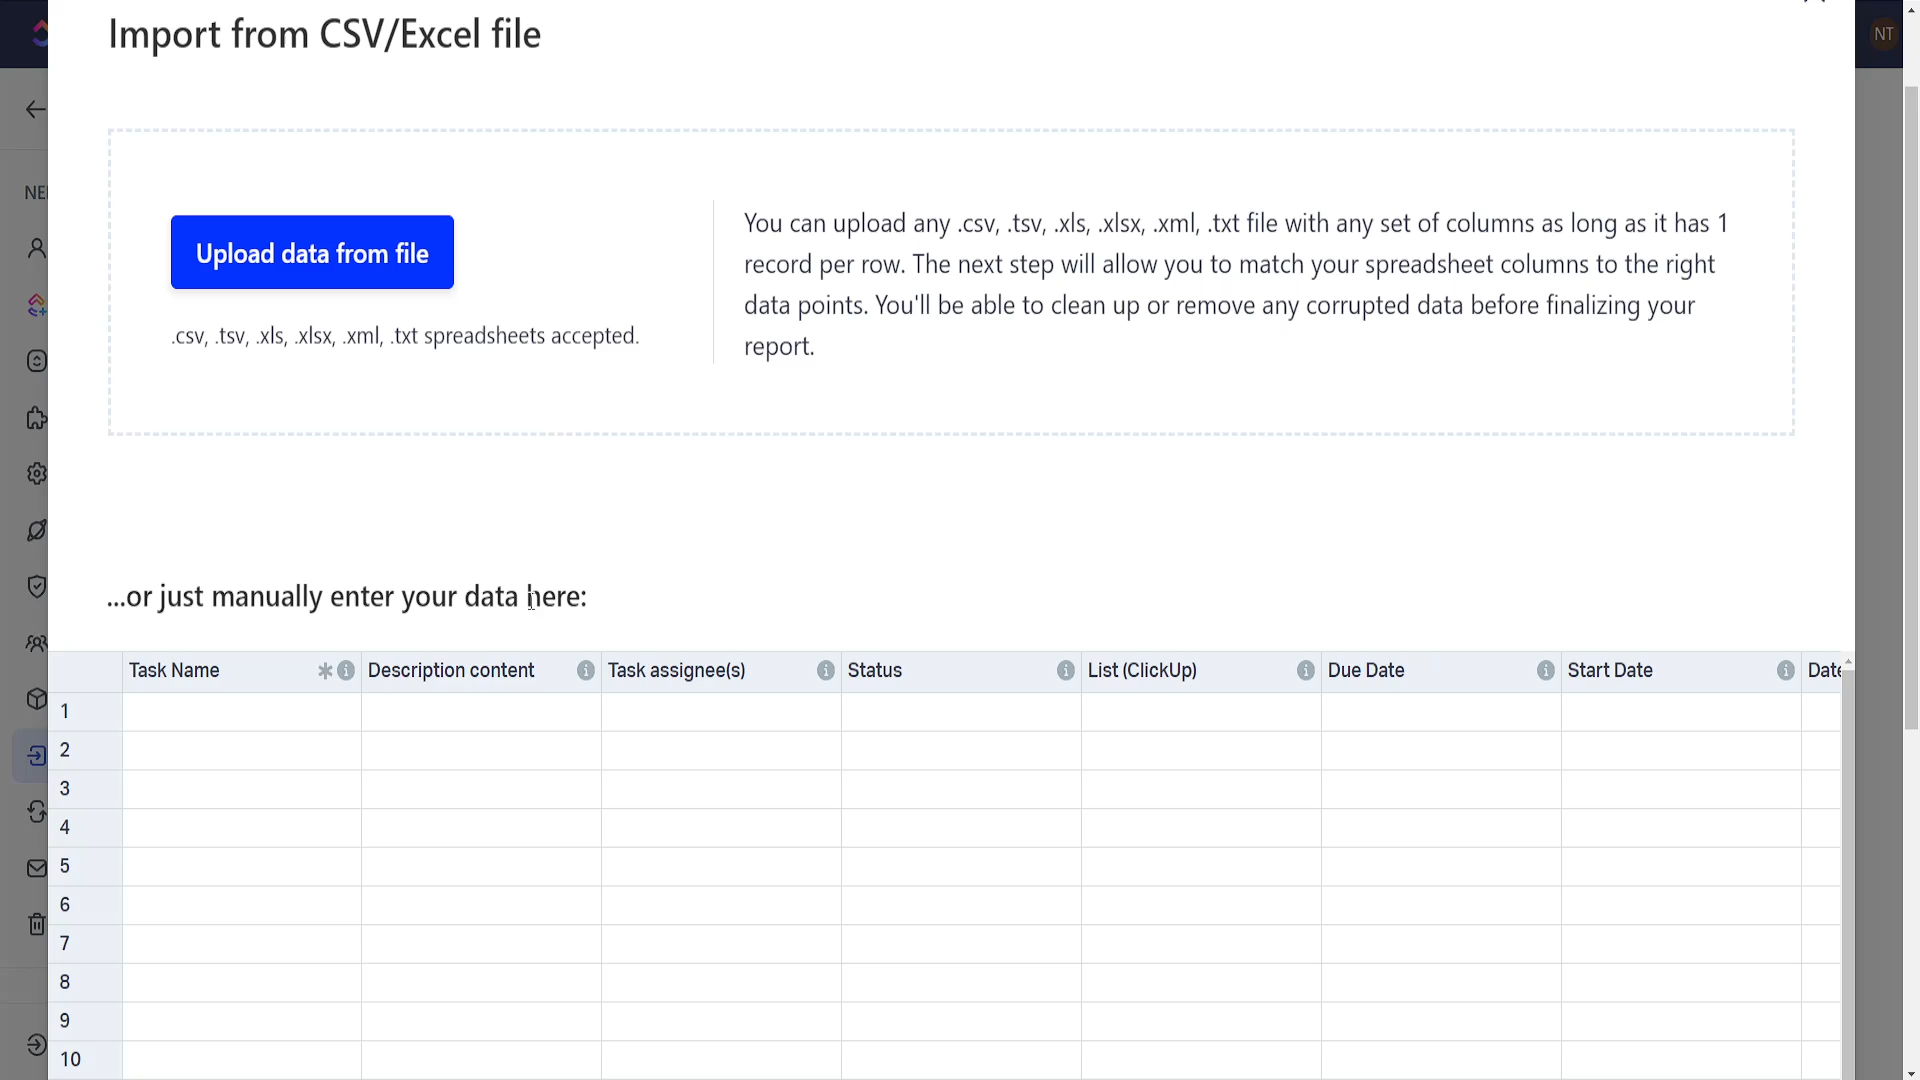 Import from CSV/Excel file
NT
NE
Upload data from file
.csv, .tsv, .xls, .xlsx, .xml, .txt spreadsheets accepted.
You can upload any .csv, .tsv, .xls, .xlsx, .xml, .txt file with any set of columns as long as it has 1
record per row. The next step will allow you to match your spreadsheet columns to the right
data points. You'll be able to clean up or remove any corrupted data before finalizing your
report.
...or just manually enter your data here:
Task Name * Description content Task assignee(s) Status List (ClickUp) Due Date Start Date Date
1
2
3
4
5
6
7
8
9
10